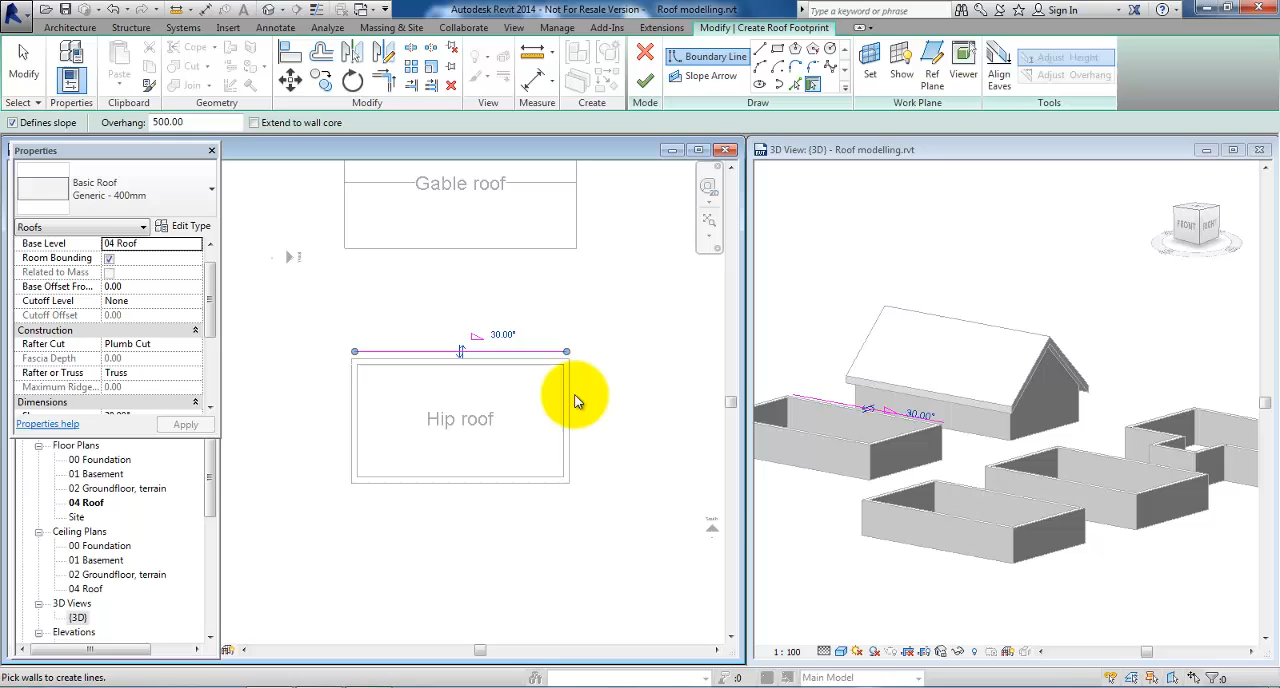 Autodesk Revit 2014 - Not For Resale Version - Roof modelling.rvt
Type a keyword or phrase
Sign In
Architecture Structure Systems Insert Annotate Analyze Massing & Site Collaborate View Manage Add-Ins Extensions Modify | Create Roof Footprint
Modify
Paste
Cope
Cut
Join
Boundary Line
Slope Arrow
Set
Show
Ref Plane
Viewer
Align Eaves
Adjust Height
Adjust Overhang
Select Properties Clipboard Geometry Modify View Measure Create Mode Draw Work Plane Tools
Defines slope Overhang: 500.00 Extend to wall core
Properties
3D View: {3D} - Roof modelling.rvt
Basic Roof
Generic - 400mm
Roofs Edit Type
Base Level 04 Roof
Room Bounding
Related to Mass
Base Offset Fro... 0.00
Cutoff Level None
Cutoff Offset 0.00
Construction
Rafter Cut Plumb Cut
Fascia Depth 0.00
Rafter or Truss Truss
Maximum Ridge... 0.00
Dimensions
Properties help Apply
Floor Plans
00 Foundation
01 Basement
02 Groundfloor, terrain
04 Roof
Site
Ceiling Plans
00 Foundation
01 Basement
02 Groundfloor, terrain
04 Roof
3D Views
{3D}
Elevations
Gable roof
30.00°
Hip roof
South
2D
FRONT RIGHT
30.00°
1 : 100
Pick walls to create lines.
:0
Main Model
:0